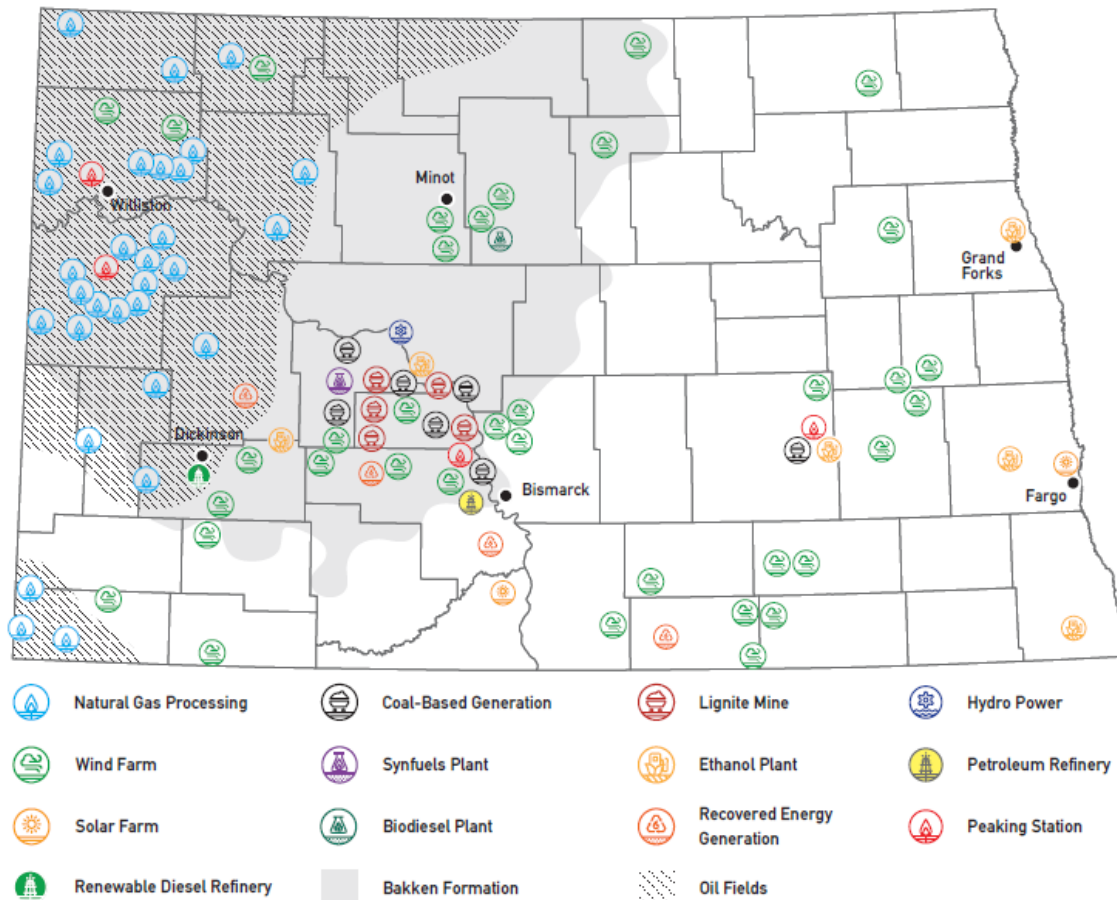 Minot
Williston
Grand
Forks
Dickinson
Bismarck
Fargo
Natural Gas Processing
Coal-Based Generation
Lignite Mine
Hydro Power
Wind Farm
Synfuels Plant
Ethanol Plant
Petroleum Refinery
Solar Farm
Biodiesel Plant
Recovered Energy
Generation
Peaking Station
Renewable Diesel Refinery
Bakken Formation
Oil Fields